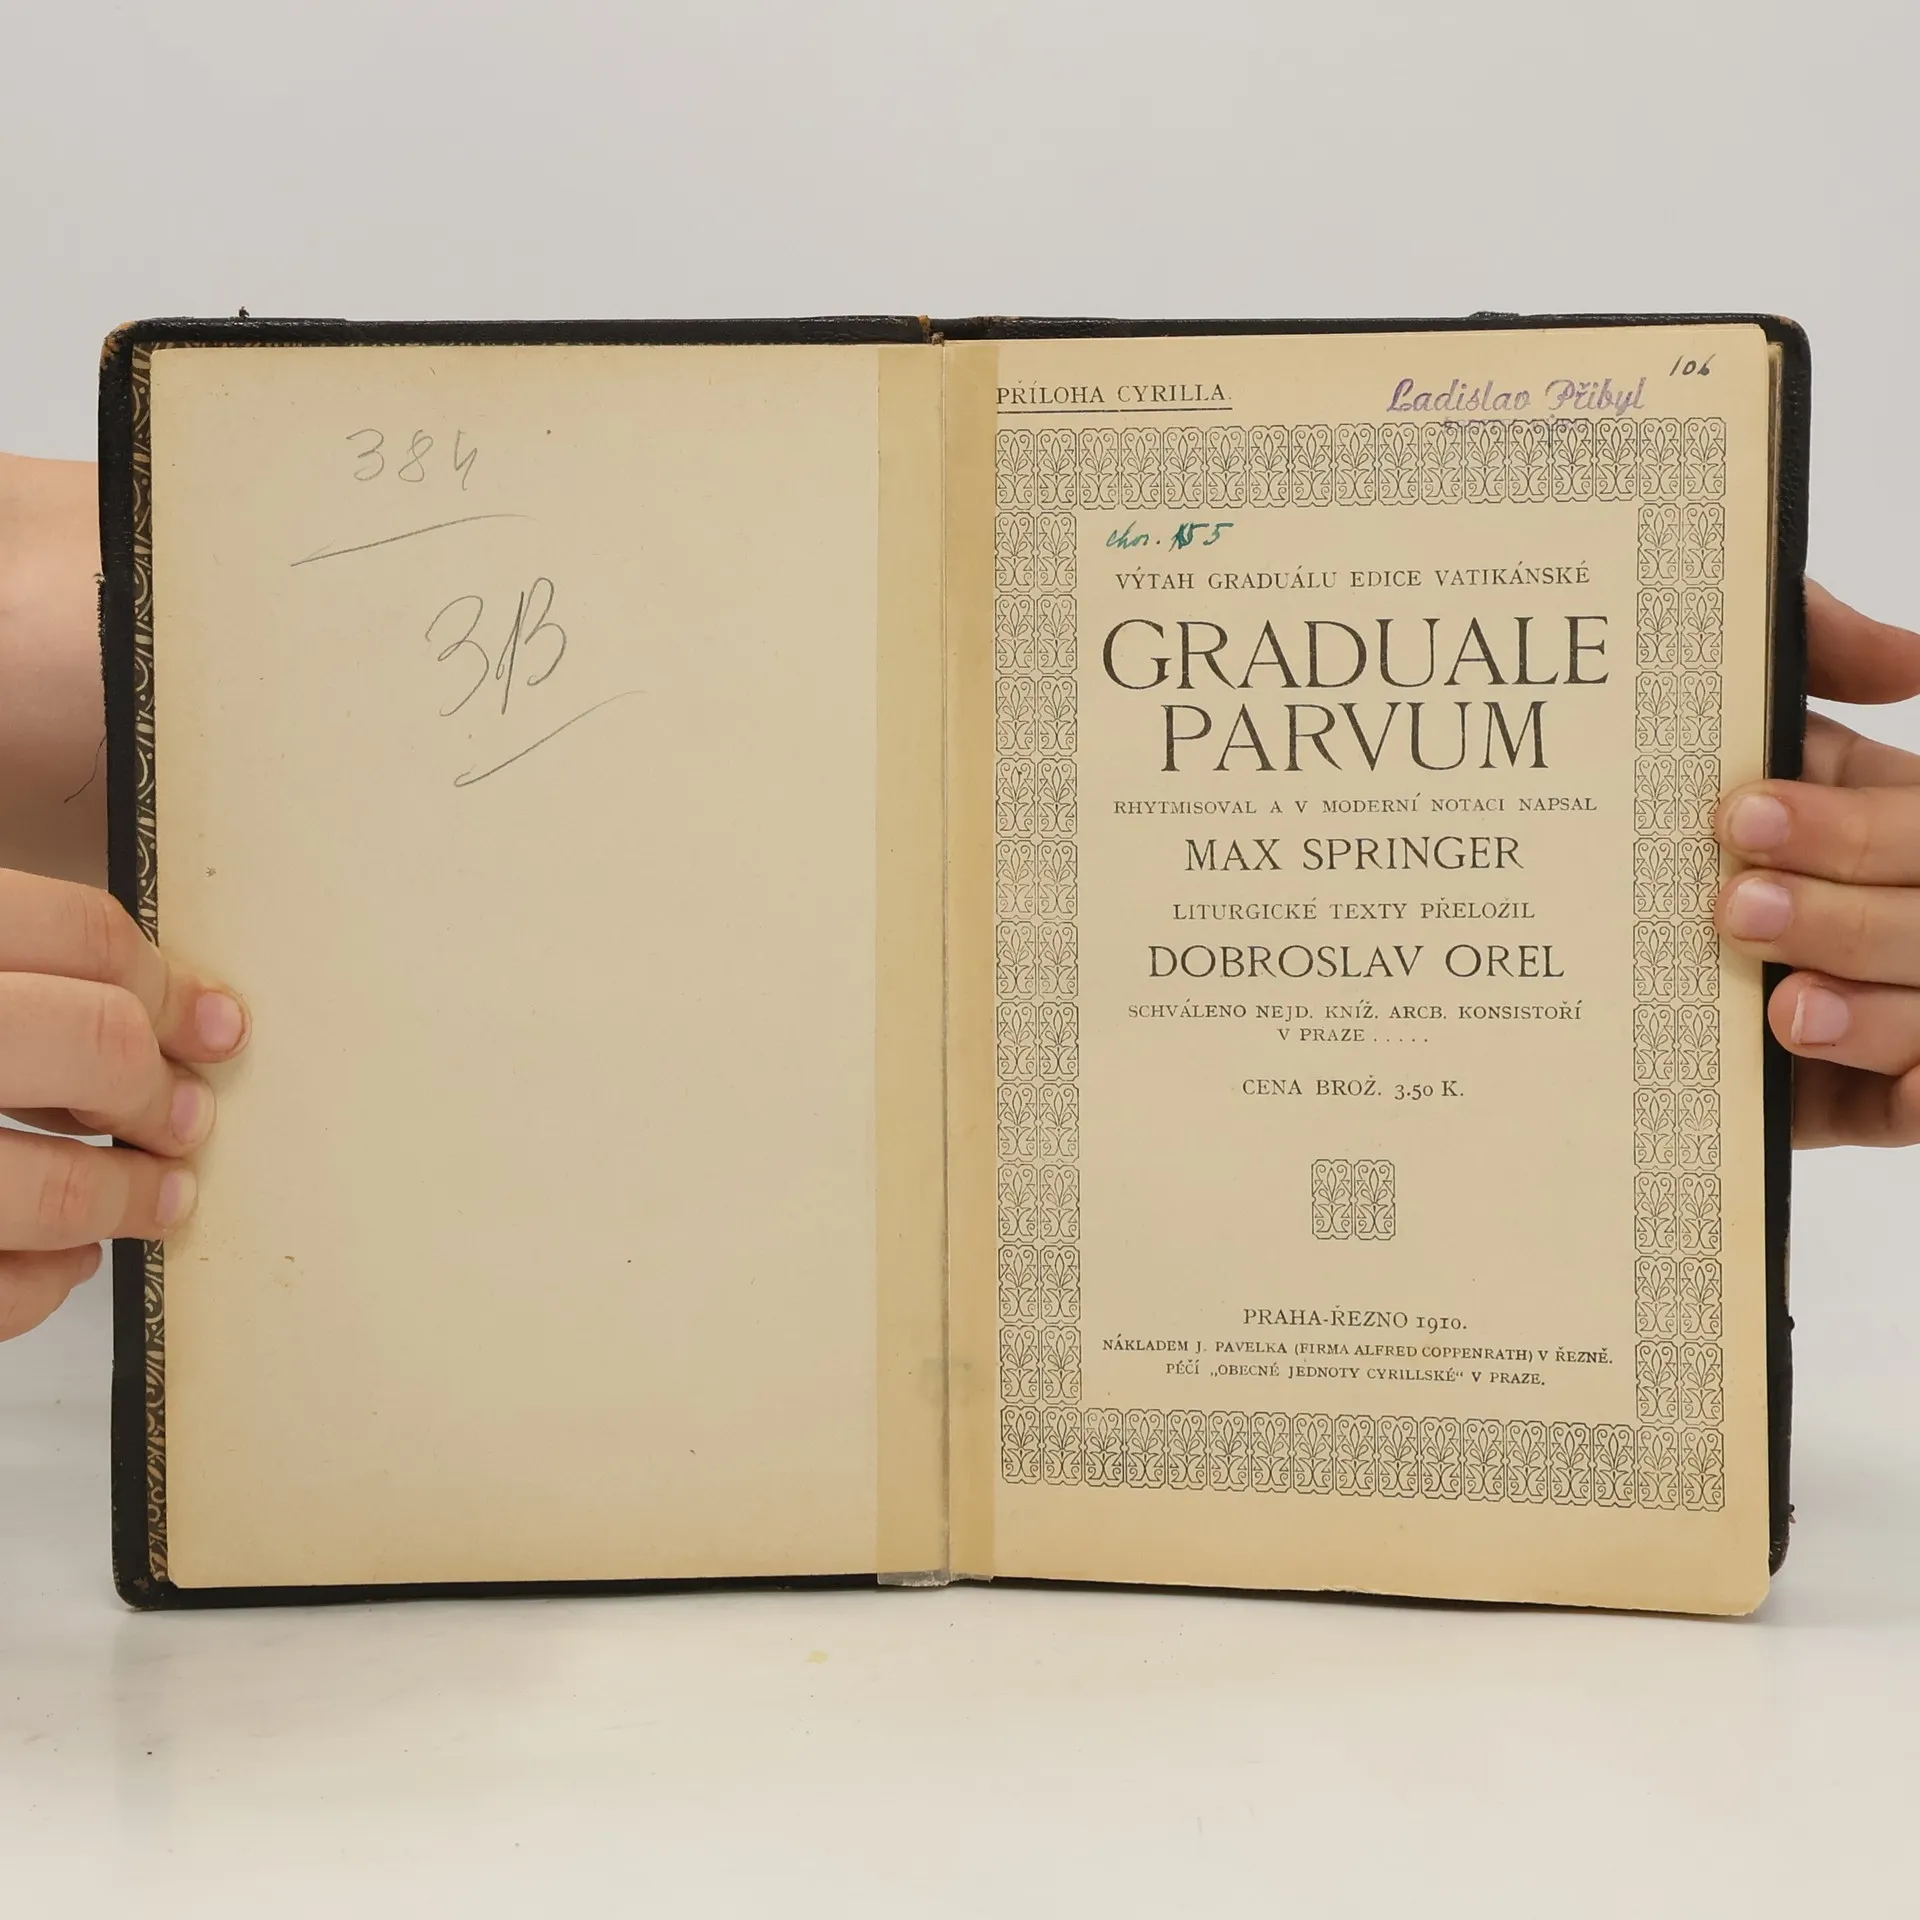 384
3B
PŘÍLOHA CYRILLA.
Ladislav Přibyl
106
chor. 5
VÝTAH GRADUÁLU EDICE VATIKÁNSKÉ
GRADUALE
PARVUM
RHYTMISOVAL A V MODERNÍ NOTACI NAPSAL
MAX SPRINGER
LITURGICKÉ TEXTY PŘELOŽIL
DOBROSLAV OREL
SCHVÁLENO NEJD. KNÍŽ. ARCB. KONSISTOŘÍ
V PRAZE . . . . .
CENA BROŽ. 3.50 K.
PRAHA-ŘEZNO 1910.
NÁKLADEM J. PAVELKA (FIRMA ALFRED COPPENRATH) V ŘEZNĚ.
PÉČÍ „OBECNÉ JEDNOTY CYRILLSKÉ“ V PRAZE.